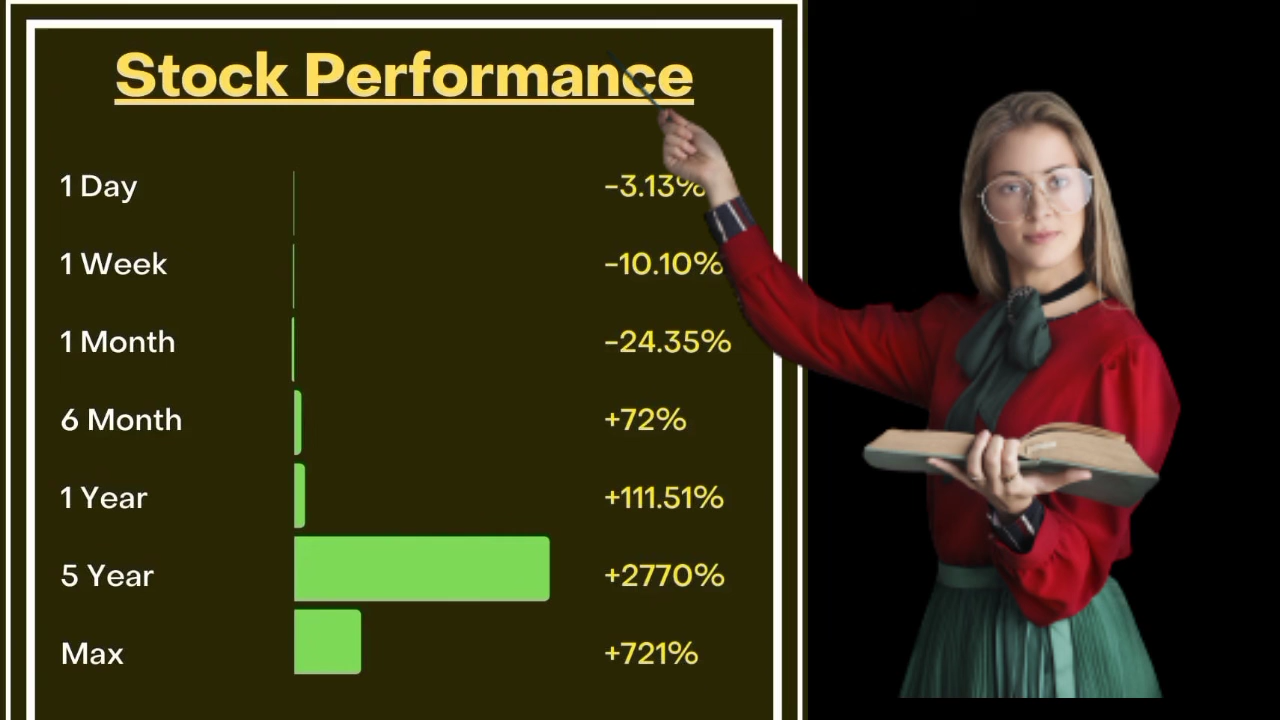 Stock Performance
1 Day -3.13%
1 Week -10.10%
1 Month -24.35%
6 Month +72%
1 Year +111.51%
5 Year +2770%
Max +721%